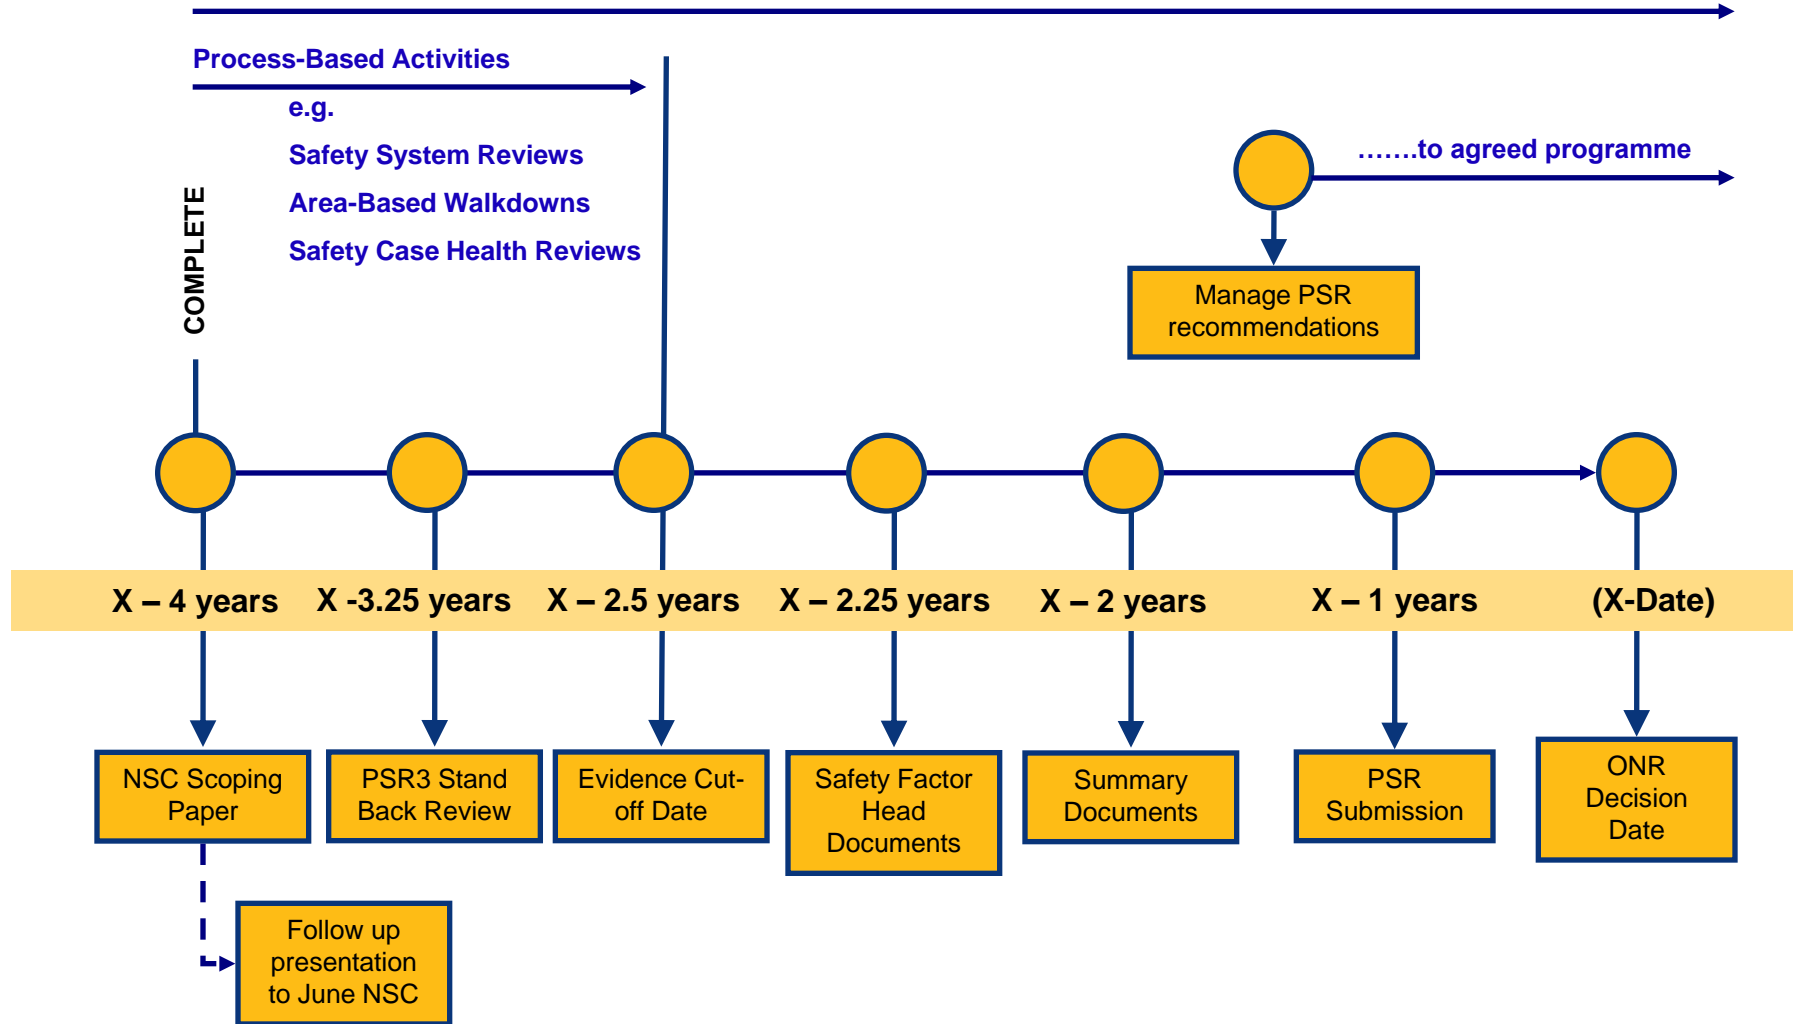 Process-Based Activities
e.g.
Safety System Reviews
Area-Based Walkdowns
Safety Case Health Reviews
COMPLETE
…….to agreed programme
Manage PSR
recommendations
X – 4 years
X -3.25 years
X – 2.5 years
X – 2.25 years
X – 2 years
X – 1 years
(X-Date)
NSC Scoping
Paper
PSR3 Stand
Back Review
Evidence Cut-
off Date
Safety Factor
Head
Documents
Summary
Documents
PSR
Submission
ONR
Decision
Date
Follow up
presentation
to June NSC